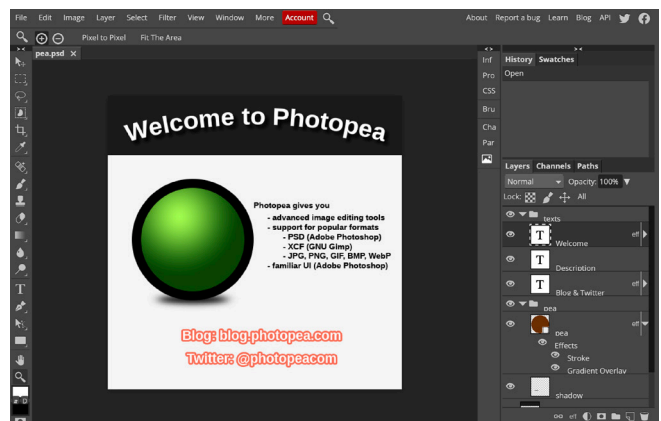 File Edit Image Layer Select Filter View Window More Account About Report a bug Learn Blog API
Pixel to Pixel Fit The Area
pea.psd
Inf
Pro
CSS
Bru
Cha
Par
History Swatches
Open
Welcome to Photopea
Photopea gives you
- advanced image editing tools
- support for popular formats
- PSD (Adobe Photoshop)
- XCF (GNU Gimp)
- JPG, PNG, GIF, BMP, WebP
- familiar UI (Adobe Photoshop)
Blog: blog.photopea.com
Twitter: @photopeacom
Layers Channels Paths
Normal Opacity: 100%
Lock: All
texts
T Welcome eff
T Description
T Blog & Twitter eff
pea
pea eff
Effects
Stroke
Gradient Overlay
shadow
eff